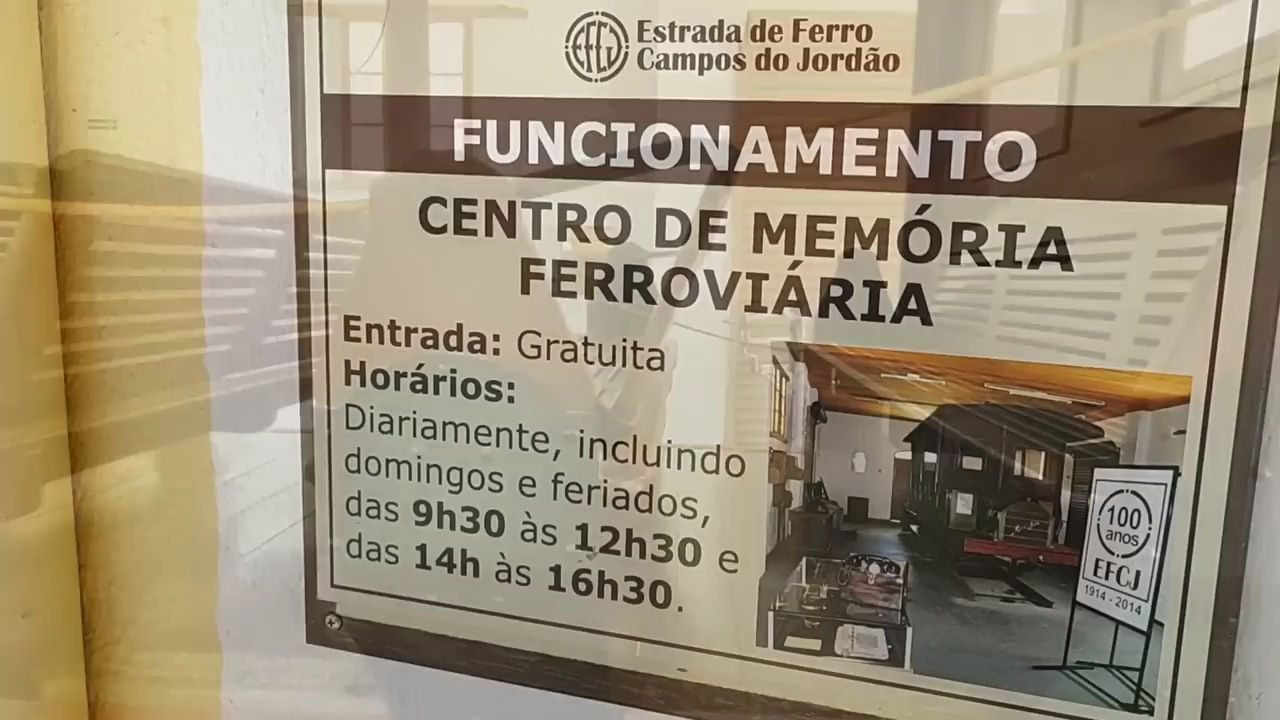 EFCJ
Estrada de Ferro
Campos do Jordão
FUNCIONAMENTO
CENTRO DE MEMÓRIA
FERROVIÁRIA
Entrada: Gratuita
Horários:
Diariamente, incluindo
domingos e feriados,
das 9h30 às 12h30 e
das 14h às 16h30.
100
anos
EFCJ
1914 - 2014